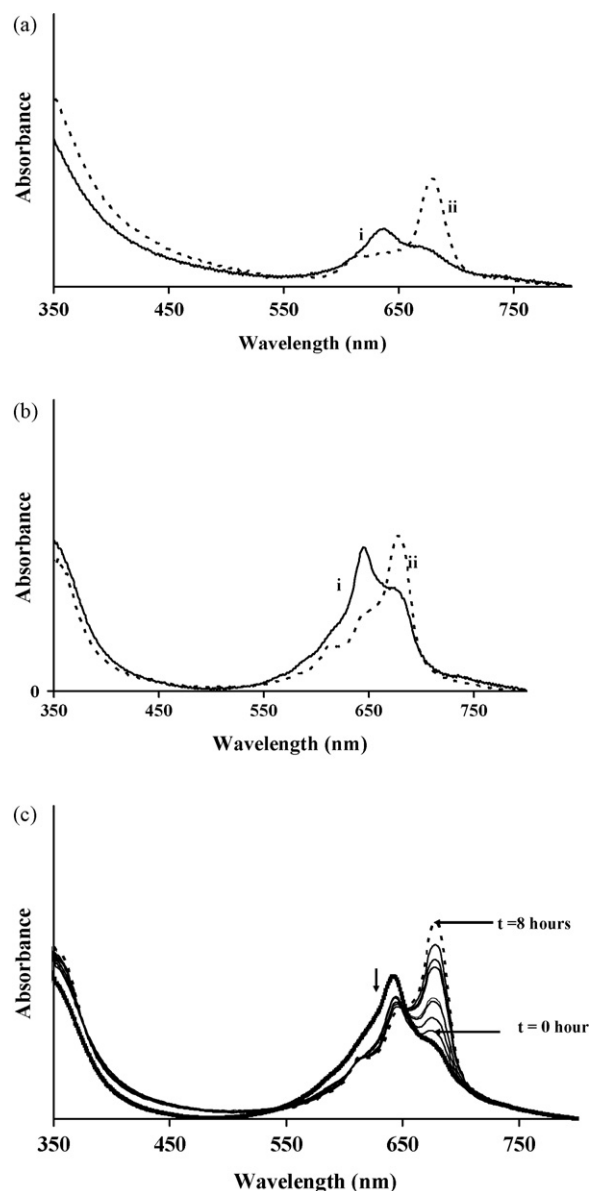 (a)
Absorbance
i
ii
350 450 550 650 750
Wavelength (nm)
(b)
Absorbance
i
ii
0
350 450 550 650 750
Wavelength (nm)
(c)
Absorbance
t =8 hours
t = 0 hour
350 450 550 650 750
Wavelength (nm)